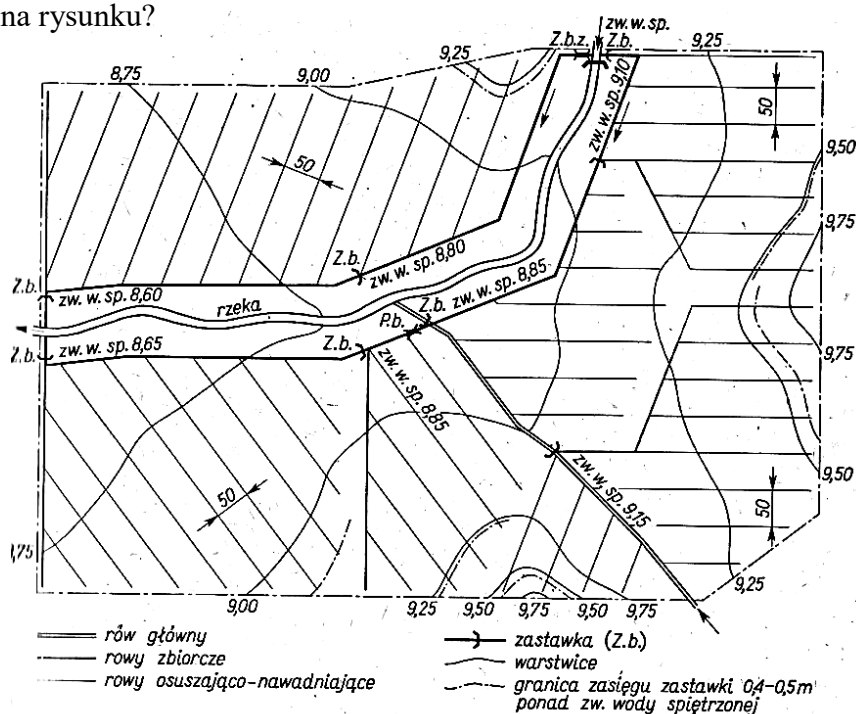 na rysunku?
zw.w.sp.
Z.b.z. Z.b.
9,25
9,25
8,75
9,00
zw. w. sp. 9,10
50
9,50
50
9,75
Z.b.
zw. w. sp. 8,80
Z.b.
zw. w. sp. 8,60
rzeka
Z.b. zw. w. sp. 8,85
P.b.
Z.b.
zw. w. sp. 8,65
Z.b.
9,75
zw. w. sp. 8,85
zw. w. sp. 9,15
9,50
50
50
,75
9,25
9,00
9,25 9,50 9,75 9,50 9,75
rów główny
rowy zbiorcze
rowy osuszająco-nawadniające
zastawka (Z.b.)
warstwice
granica zasięgu zastawki 0,4-0,5m
ponad zw. wody spiętrzonej